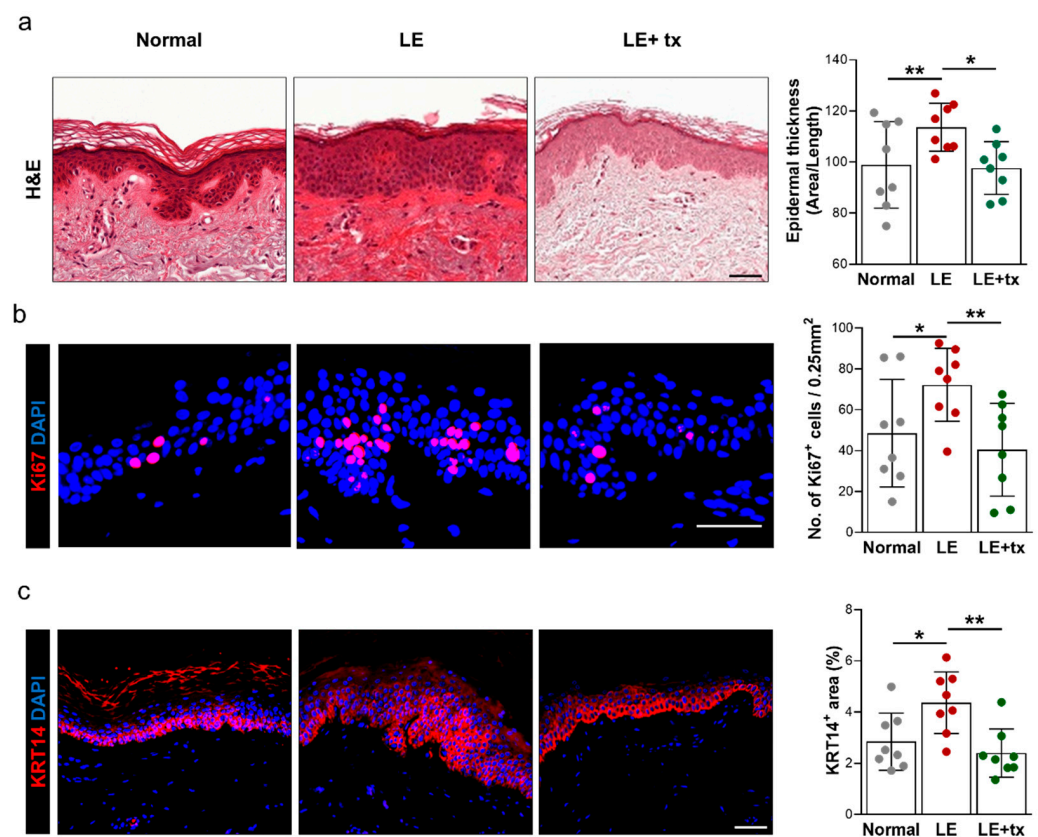 a
Normal
LE
LE+ tx
H&E
Epidermal thickness
(Area/Length)
140
120
100
80
60
**
*
Normal
LE
LE+tx
b
Ki67 DAPI
No. of Ki67⁺ cells / 0.25mm²
100
80
60
40
20
0
*
**
Normal
LE
LE+tx
c
KRT14 DAPI
KRT14⁺ area (%)
8
6
4
2
0
*
**
Normal
LE
LE+tx